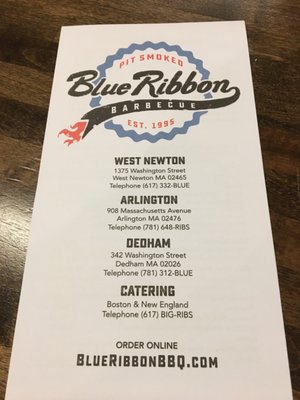 PIT SMOKED
Blue Ribbon
BARBECUE
EST. 1995
WEST NEWTON
1375 Washington Street
West Newton MA 02465
Telephone (617) 332-BLUE
ARLINGTON
908 Massachusetts Avenue
Arlington MA 02476
Telephone (781) 648-RIBS
DEDHAM
342 Washington Street
Dedham MA 02026
Telephone (781) 312-BLUE
CATERING
Boston & New England
Telephone (617) BIG-RIBS
ORDER ONLINE
BLUERIBBONBBQ.COM